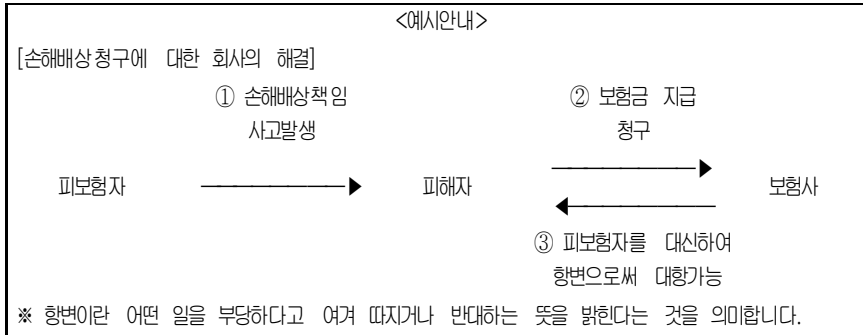 <예시안내>
[손해배상청구에 대한 회사의 해결]
① 손해배상책임 ② 보험금 지급
사고발생 청구
피보험자 피해자 보험사
③ 피보험자를 대신하여
항변으로써 대항가능
※ 항변이란 어떤 일을 부당하다고 여겨 따지거나 반대하는 뜻을 밝힌다는 것을 의미합니다.